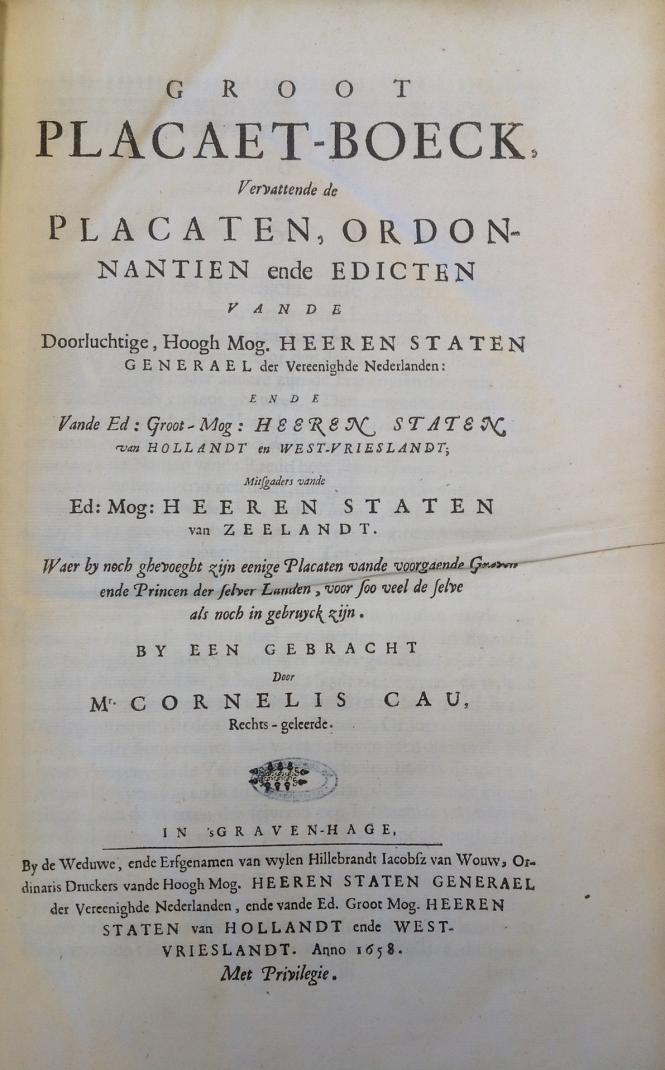 GROOT
PLACAET-BOECK,
Vervattende de
PLACATEN, ORDON-
NANTIEN ende EDICTEN
VANDE
Doorluchtige, Hoogh Mog. HEEREN STATEN
GENERAEL der Vereenighde Nederlanden:
ENDE
Vande Ed: Groot-Mog: HEEREN STATEN
van HOLLANDT en WEST-VRIESLANDT;
Mitſgaders vande
Ed: Mog: HEEREN STATEN
van ZEELANDT.
Waer by noch ghevoeght zijn eenige Placaten vande voorgaende
ende Princen der ſelver Landen, voor ſoo veel de ſelve
als noch in gebruyck zijn.
BY EEN GEBRACHT
Door
Mr. CORNELIS CAU,
Rechts-geleerde.
IN 'sGRAVEN-HAGE,
By de Weduwe, ende Erfgenamen van wylen Hillebrandt Iacobſz van Wouw, Or-
dinaris Druckers vande Hoogh Mog. HEEREN STATEN GENERAEL
der Vereenighde Nederlanden, ende vande Ed. Groot Mog. HEEREN
STATEN van HOLLANDT ende WEST-
VRIESLANDT. Anno 1658.
Met Privilegie.